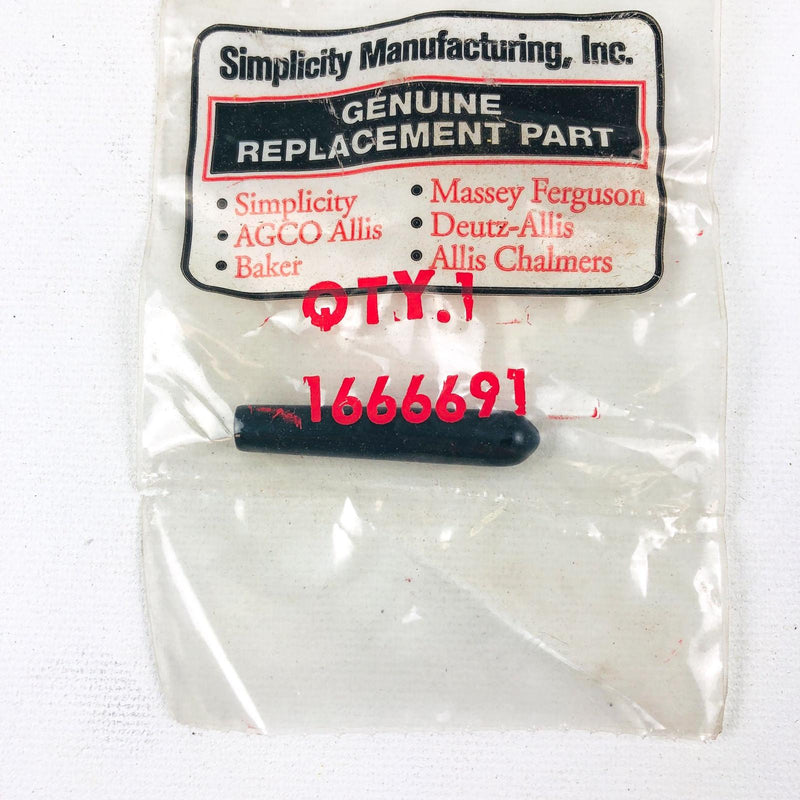 Simplicity Manufacturing, Inc.
GENUINE
REPLACEMENT PART
• Simplicity
• AGCO Allis
• Baker
• Massey Ferguson
• Deutz-Allis
• Allis Chalmers
QTY.1
1666691